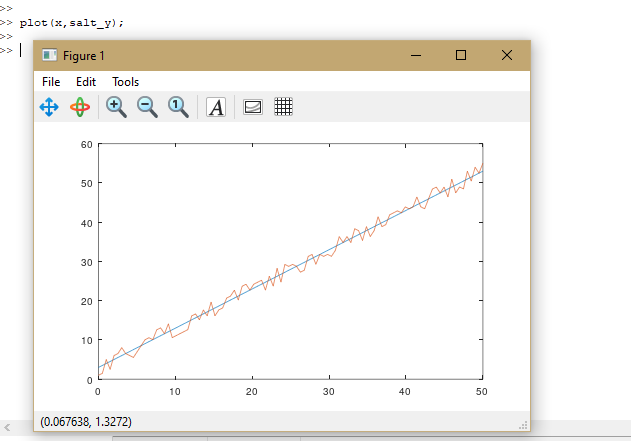 >>
>> plot(x,salt_y);
>>
>>
Figure 1
File Edit Tools
A
60
50
40
30
20
10
0
0 10 20 30 40 50
(0.067638, 1.3272)